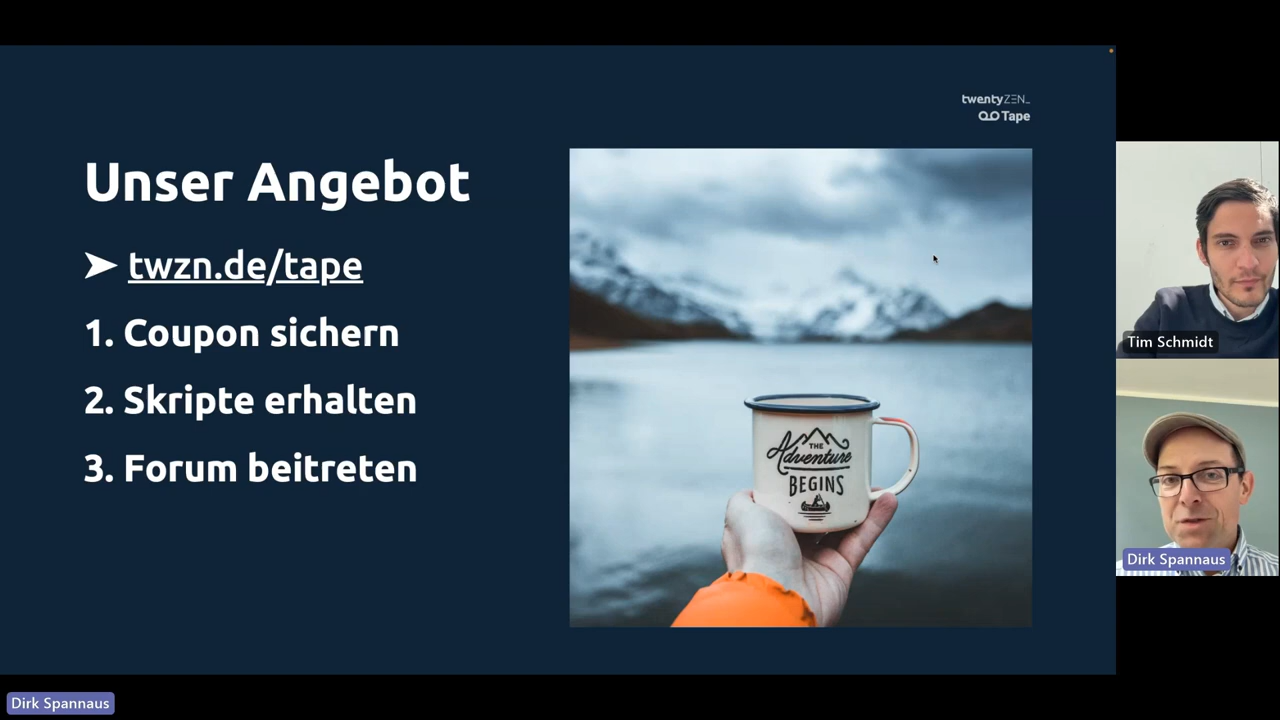 twentyZEN_
Tape
Unser Angebot
➤ twzn.de/tape
1. Coupon sichern
2. Skripte erhalten
3. Forum beitreten
THE
Adventure
BEGINS
Tim Schmidt
Dirk Spannaus
Dirk Spannaus